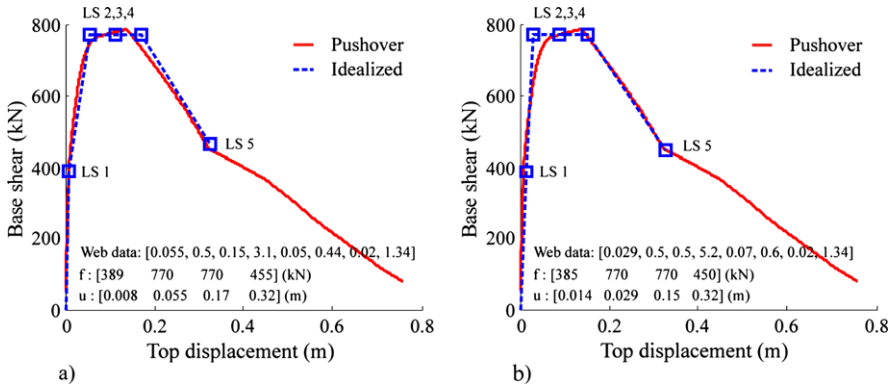 LS 2,3,4
800
600
400
200
0
Base shear (kN)
Pushover
Idealized
LS 1
LS 5
Web data: [0.055, 0.5, 0.15, 3.1, 0.05, 0.44, 0.02, 1.34]
f : [389 770 770 455] (kN)
u : [0.008 0.055 0.17 0.32] (m)
0 0.2 0.4 0.6 0.8
Top displacement (m)
a)
LS 2,3,4
800
600
400
200
0
Base shear (kN)
Pushover
Idealized
LS 1
LS 5
Web data: [0.029, 0.5, 0.5, 5.2, 0.07, 0.6, 0.02, 1.34]
f : [385 770 770 450] (kN)
u : [0.014 0.029 0.15 0.32] (m)
0 0.2 0.4 0.6 0.8
Top displacement (m)
b)